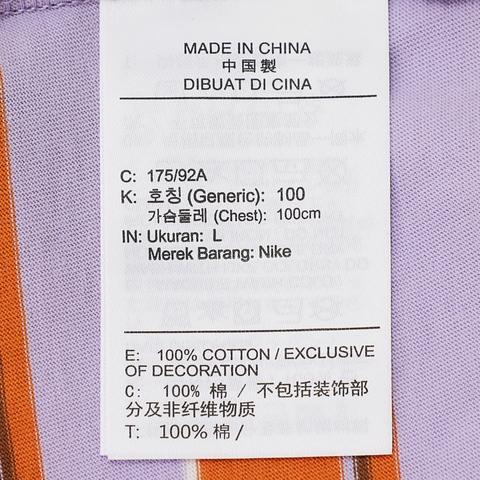 MADE IN CHINA
中国製
DIBUAT DI CINA
C: 175/92A
K: 호칭 (Generic): 100
가슴둘레 (Chest): 100cm
IN: Ukuran: L
Merek Barang: Nike
E: 100% COTTON / EXCLUSIVE
OF DECORATION
C: 100% 棉 / 不包括装饰部
分及非纤维物质
T: 100% 棉 /